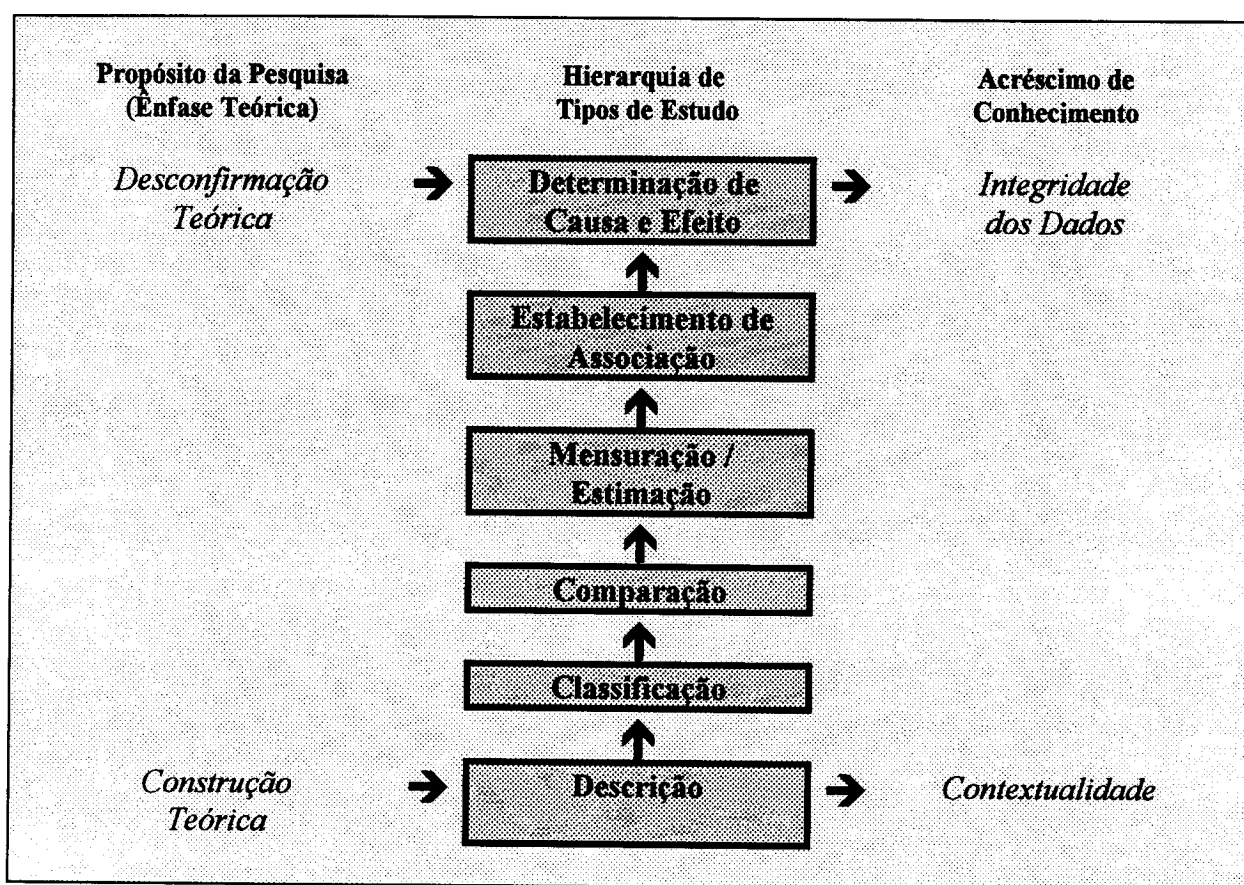 Propósito da Pesquisa
(Ênfase Teórica)
Hierarquia de
Tipos de Estudo
Acréscimo de
Conhecimento
Desconfirmação
Teórica
Determinação de
Causa e Efeito
Integridade
dos Dados
Estabelecimento de
Associação
Mensuração /
Estimação
Comparação
Classificação
Construção
Teórica
Descrição
Contextualidade